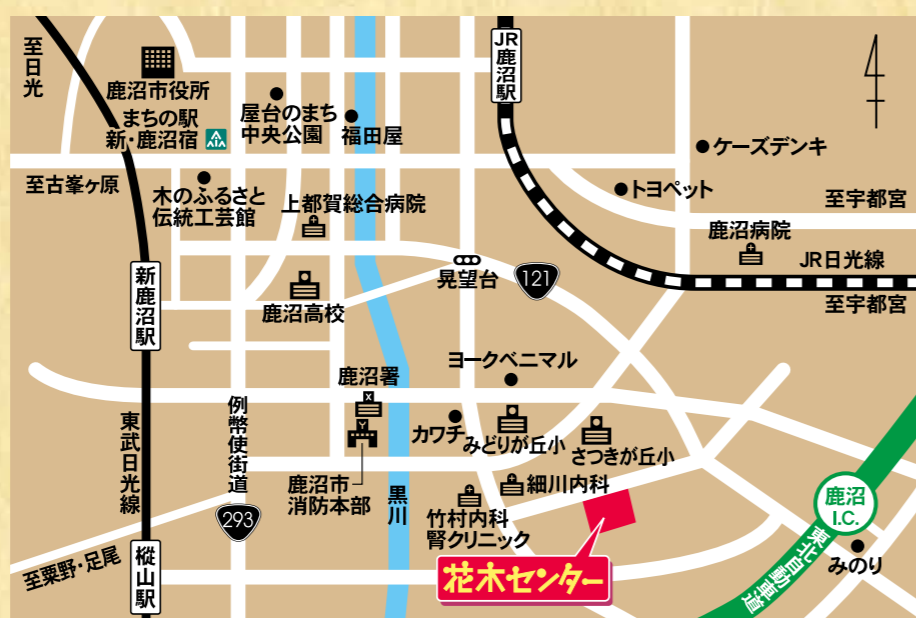 至日光
鹿沼市役所
まちの駅
新・鹿沼宿
屋台のまち
中央公園
福田屋
JR
鹿沼駅
ケーズデンキ
トヨペット
至宇都宮
至古峯ヶ原
木のふるさと
伝統工芸館
上都賀総合病院
鹿沼病院
JR日光線
至宇都宮
晃望台
121
新鹿沼駅
鹿沼高校
ヨークベニマル
鹿沼署
カワチ
みどりが丘小
さつきが丘小
東武日光線
例幣使街道
293
鹿沼市
消防本部
黒川
細川内科
竹村内科
腎クリニック
鹿沼
I.C.
東北自動車道
みのり
至粟野・足尾
樅山駅
花木センター